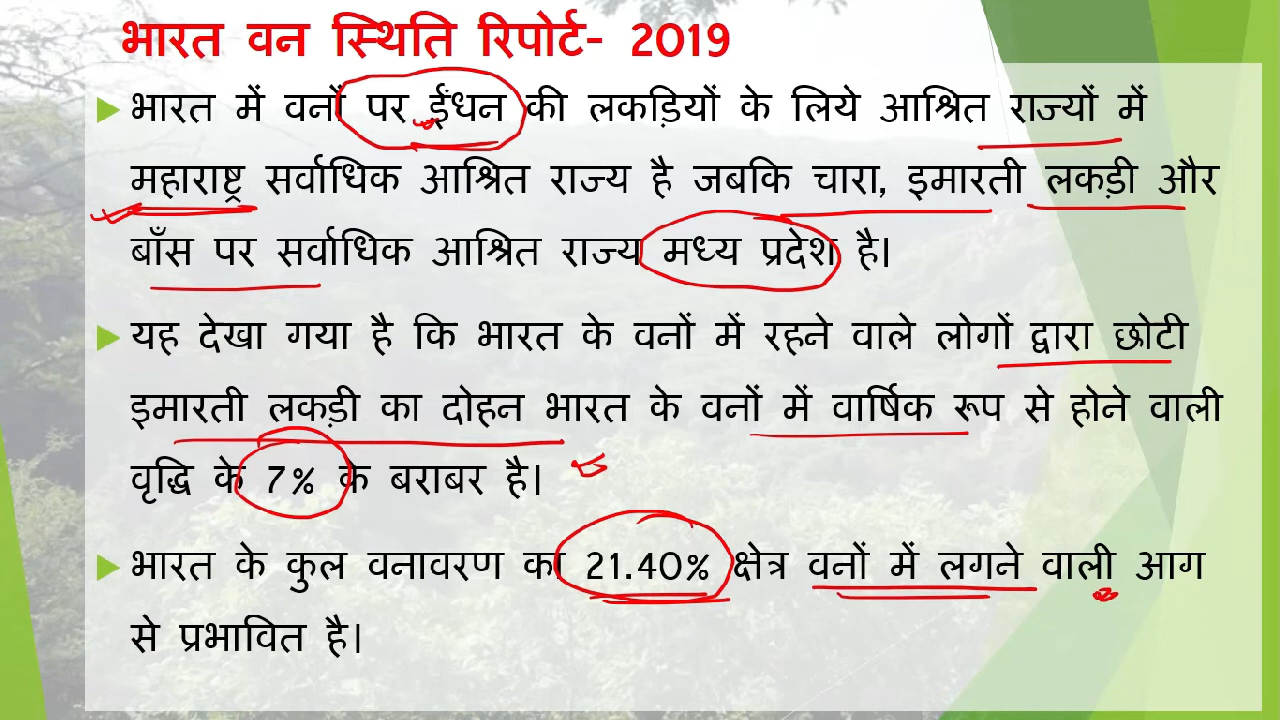 भारत वन स्थिति रिपोर्ट- 2019
भारत में वनों पर ईंधन की लकड़ियों के लिये आश्रित राज्यों में
महाराष्ट्र सर्वाधिक आश्रित राज्य है जबकि चारा, इमारती लकड़ी और
बाँस पर सर्वाधिक आश्रित राज्य मध्य प्रदेश है।
यह देखा गया है कि भारत के वनों में रहने वाले लोगों द्वारा छोटी
इमारती लकड़ी का दोहन भारत के वनों में वार्षिक रूप से होने वाली
वृद्धि के 7% के बराबर है।
भारत के कुल वनावरण का 21.40% क्षेत्र वनों में लगने वाली आग
से प्रभावित है।